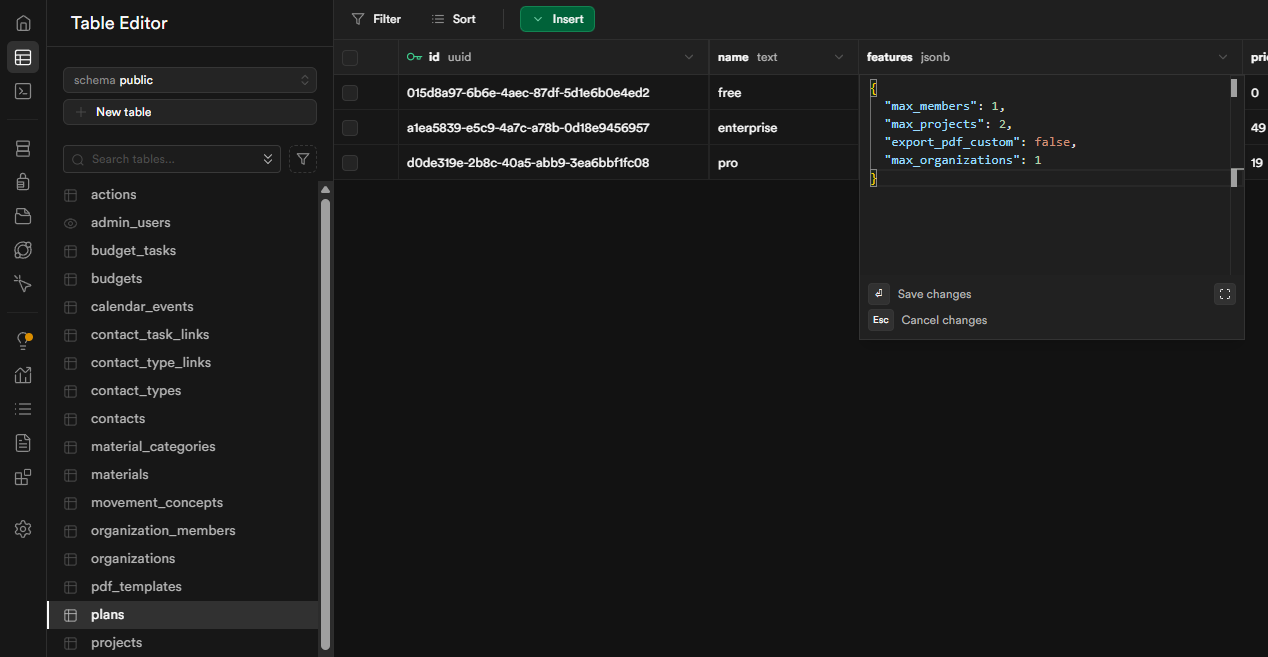 Table Editor
schema public
New table
Search tables...
actions
admin_users
budget_tasks
budgets
calendar_events
contact_task_links
contact_type_links
contact_types
contacts
material_categories
materials
movement_concepts
organization_members
organizations
pdf_templates
plans
projects
Filter Sort Insert
id uuid name text features jsonb pri
015d8a97-6b6e-4aec-87df-5d1e6b0e4ed2 free 0
a1ea5839-e5c9-4a7c-a78b-0d18e9456957 enterprise 49
d0de319e-2b8c-40a5-abb9-3ea6bbf1fc08 pro 19
{
"max_members": 1,
"max_projects": 2,
"export_pdf_custom": false,
"max_organizations": 1
}
Save changes
Esc Cancel changes